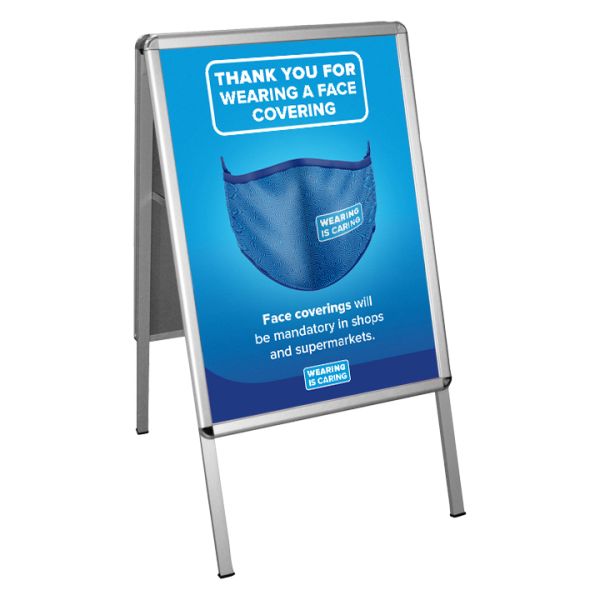 THANK YOU FOR
WEARING A FACE
COVERING
WEARING
IS CARING
Face coverings will
be mandatory in shops
and supermarkets.
WEARING
IS CARING